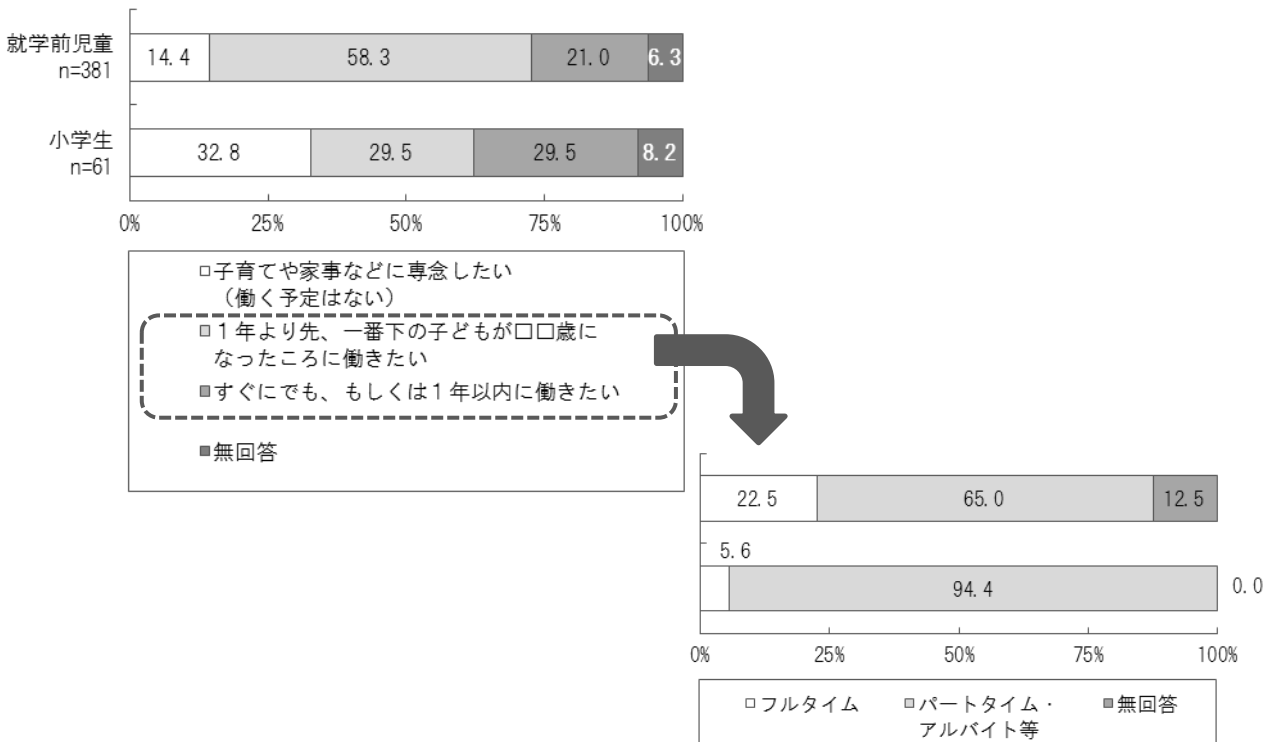 就学前児童
n=381
14.4
58.3
21.0
6.3
小学生
n=61
32.8
29.5
29.5
8.2
0%
25%
50%
75%
100%
□子育てや家事などに専念したい
（働く予定はない）
■１年より先、一番下の子どもが□□歳に
なったころに働きたい
■すぐにでも、もしくは１年以内に働きたい
■無回答
22.5
65.0
12.5
5.6
94.4
0.0
0%
25%
50%
75%
100%
□フルタイム
■パートタイム・
アルバイト等
■無回答